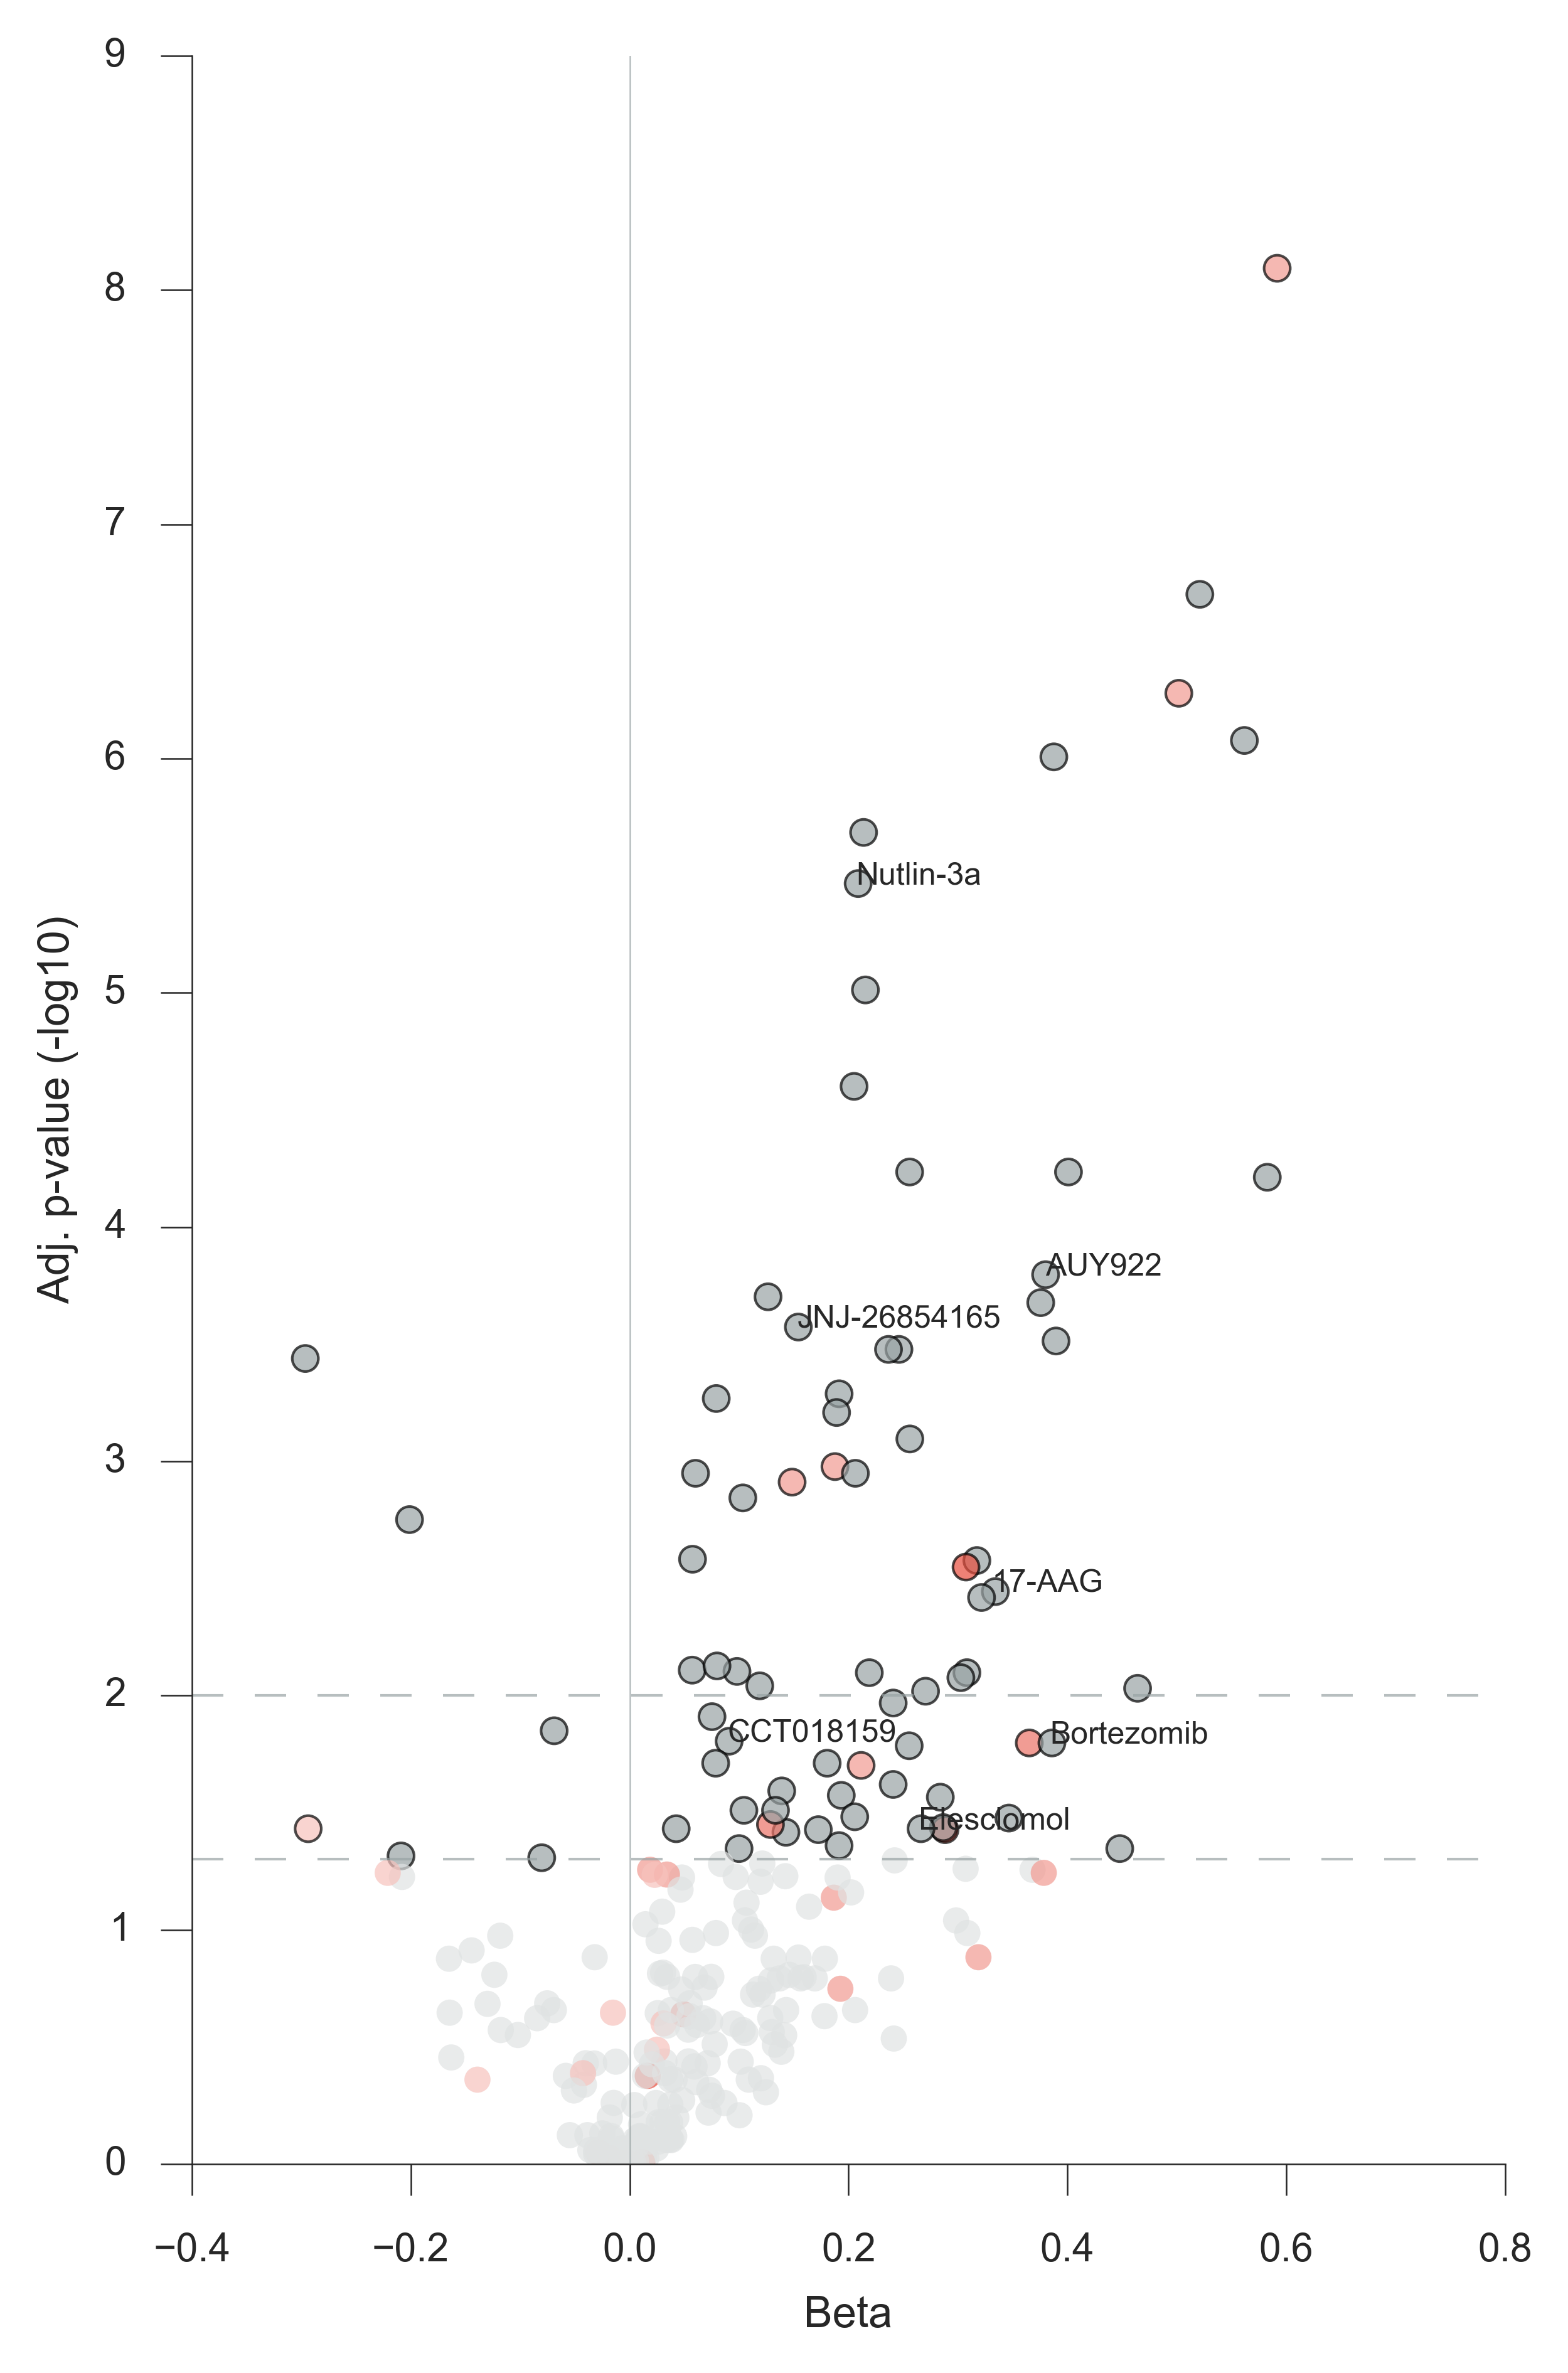 9
8
7
6
5
4
3
2
1
0
Adj. p-value (-log10)
Nutlin-3a
AUY922
JNJ-26854165
17-AAG
CCT018159
Bortezomib
Elesclomol
−0.4
−0.2
0.0
0.2
0.4
0.6
0.8
Beta